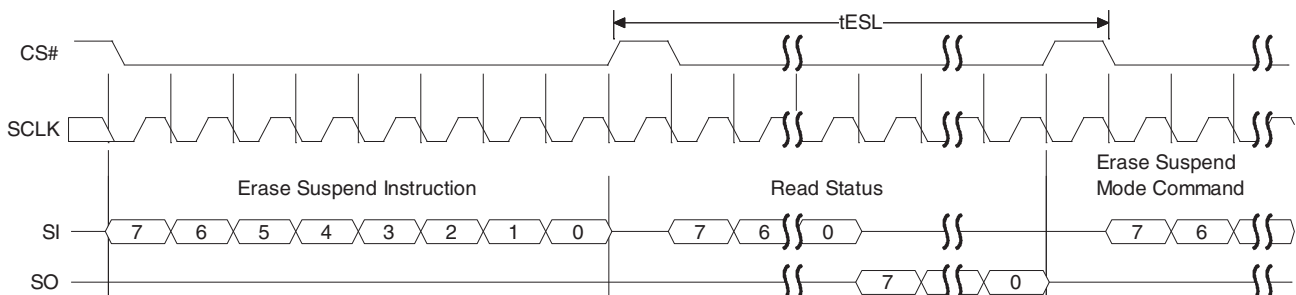 tESL
CS#
SCLK
Erase Suspend Instruction
Read Status
Erase Suspend
Mode Command
SI
7 6 5 4 3 2 1 0
7 6 0
7 6
SO
7 0